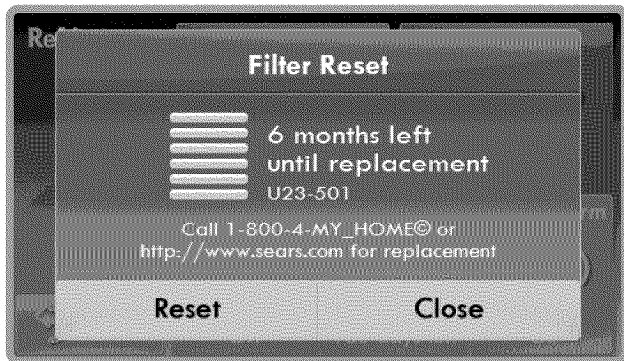 Filter Reset
6 months left
until replacement
U23-501
Call 1-800-4-MY_HOME© or
http://www.sears.com for replacement
Reset
Close